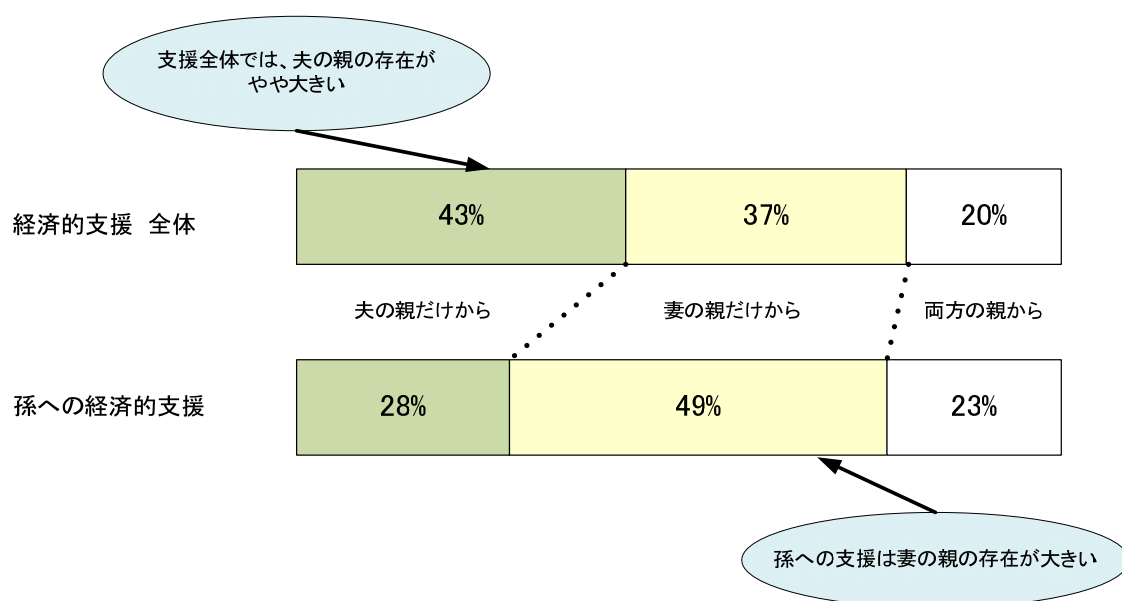 支援全体では、夫の親の存在が
やや大きい
経済的支援　全体
43%
37%
20%
夫の親だけから
妻の親だけから
両方の親から
孫への経済的支援
28%
49%
23%
孫への支援は妻の親の存在が大きい